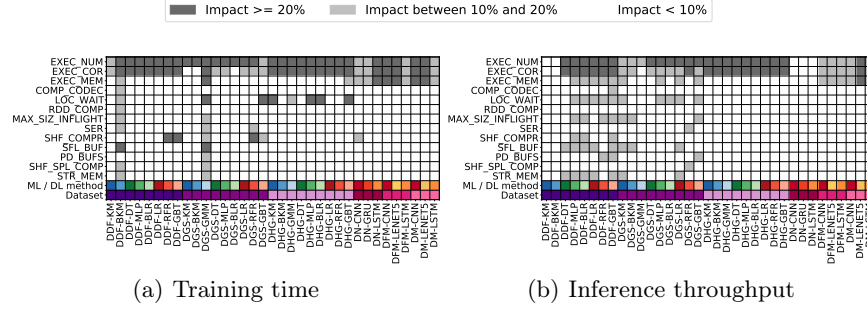 Impact >= 20% Impact between 10% and 20% Impact < 10%
EXEC_NUM
EXEC_COR
EXEC_MEM
COMP_CODEC
LOC_WAIT
RDD_COMP
MAX_SIZ_INFLIGHT
SER
SHF_COMPR
SFL_BUF
PD_BUFS
SHF_SPL_COMP
STR_MEM
ML / DL method
Dataset
DDF-KM
DDF-BKM
DDF-DT
DDF-MLP
DDF-BLR
DDF-LR
DDF-RFR
DDF-GBT
DGS-KM
DGS-BKM
DGS-GMM
DGS-DT
DGS-MLP
DGS-BLR
DGS-LR
DGS-RFR
DGS-GBT
DHG-KM
DHG-BKM
DHG-GMM
DHG-DT
DHG-MLP
DHG-BLR
DHG-LR
DHG-RFR
DHG-GBT
DN-CNN
DN-GRU
DN-LSTM
DFM-CNN
DFM-LENET5
DFM-LSTM
DM-CNN
DM-LENET5
DM-LSTM
(a) Training time
EXEC_NUM
EXEC_COR
EXEC_MEM
COMP_CODEC
LOC_WAIT
RDD_COMP
MAX_SIZ_INFLIGHT
SER
SHF_COMPR
SFL_BUF
PD_BUFS
SHF_SPL_COMP
STR_MEM
ML / DL method
Dataset
DDF-KM
DDF-BKM
DDF-DT
DDF-MLP
DDF-BLR
DDF-LR
DDF-RFR
DDF-GBT
DGS-KM
DGS-BKM
DGS-GMM
DGS-DT
DGS-MLP
DGS-BLR
DGS-LR
DGS-RFR
DGS-GBT
DHG-KM
DHG-BKM
DHG-GMM
DHG-DT
DHG-MLP
DHG-BLR
DHG-LR
DHG-RFR
DHG-GBT
DN-CNN
DN-GRU
DN-LSTM
DFM-CNN
DFM-LENET5
DFM-LSTM
DM-CNN
DM-LENET5
(b) Inference throughput